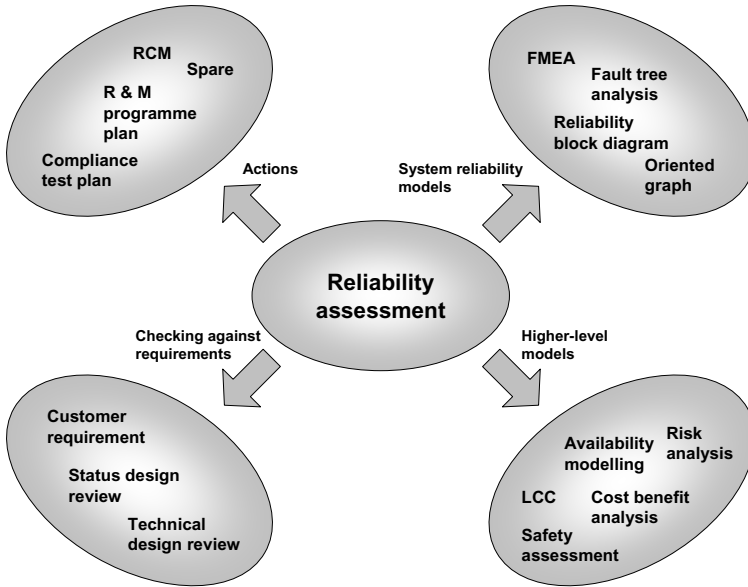 RCM
Spare
R & M
programme
plan
Compliance
test plan
Actions
FMEA
Fault tree
analysis
Reliability
block diagram
Oriented
graph
System reliability
models
Reliability
assessment
Checking against
requirements
Higher-level
models
Customer
requirement
Status design
review
Technical
design review
Availability
modelling
Risk
analysis
LCC
Cost benefit
analysis
Safety
assessment